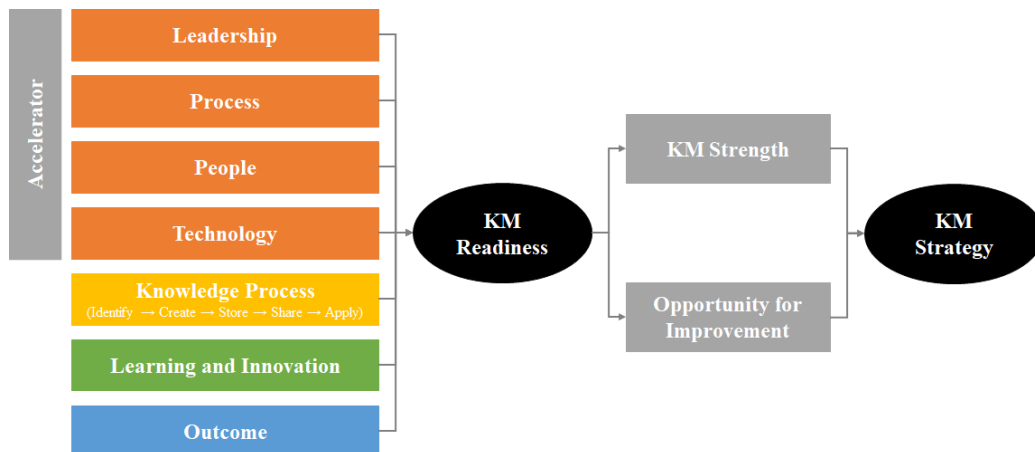 Accelerator
Leadership
Process
People
Technology
Knowledge Process
(Identify → Create → Store → Share → Apply)
Learning and Innovation
Outcome
KM
Readiness
KM Strength
Opportunity for
Improvement
KM
Strategy